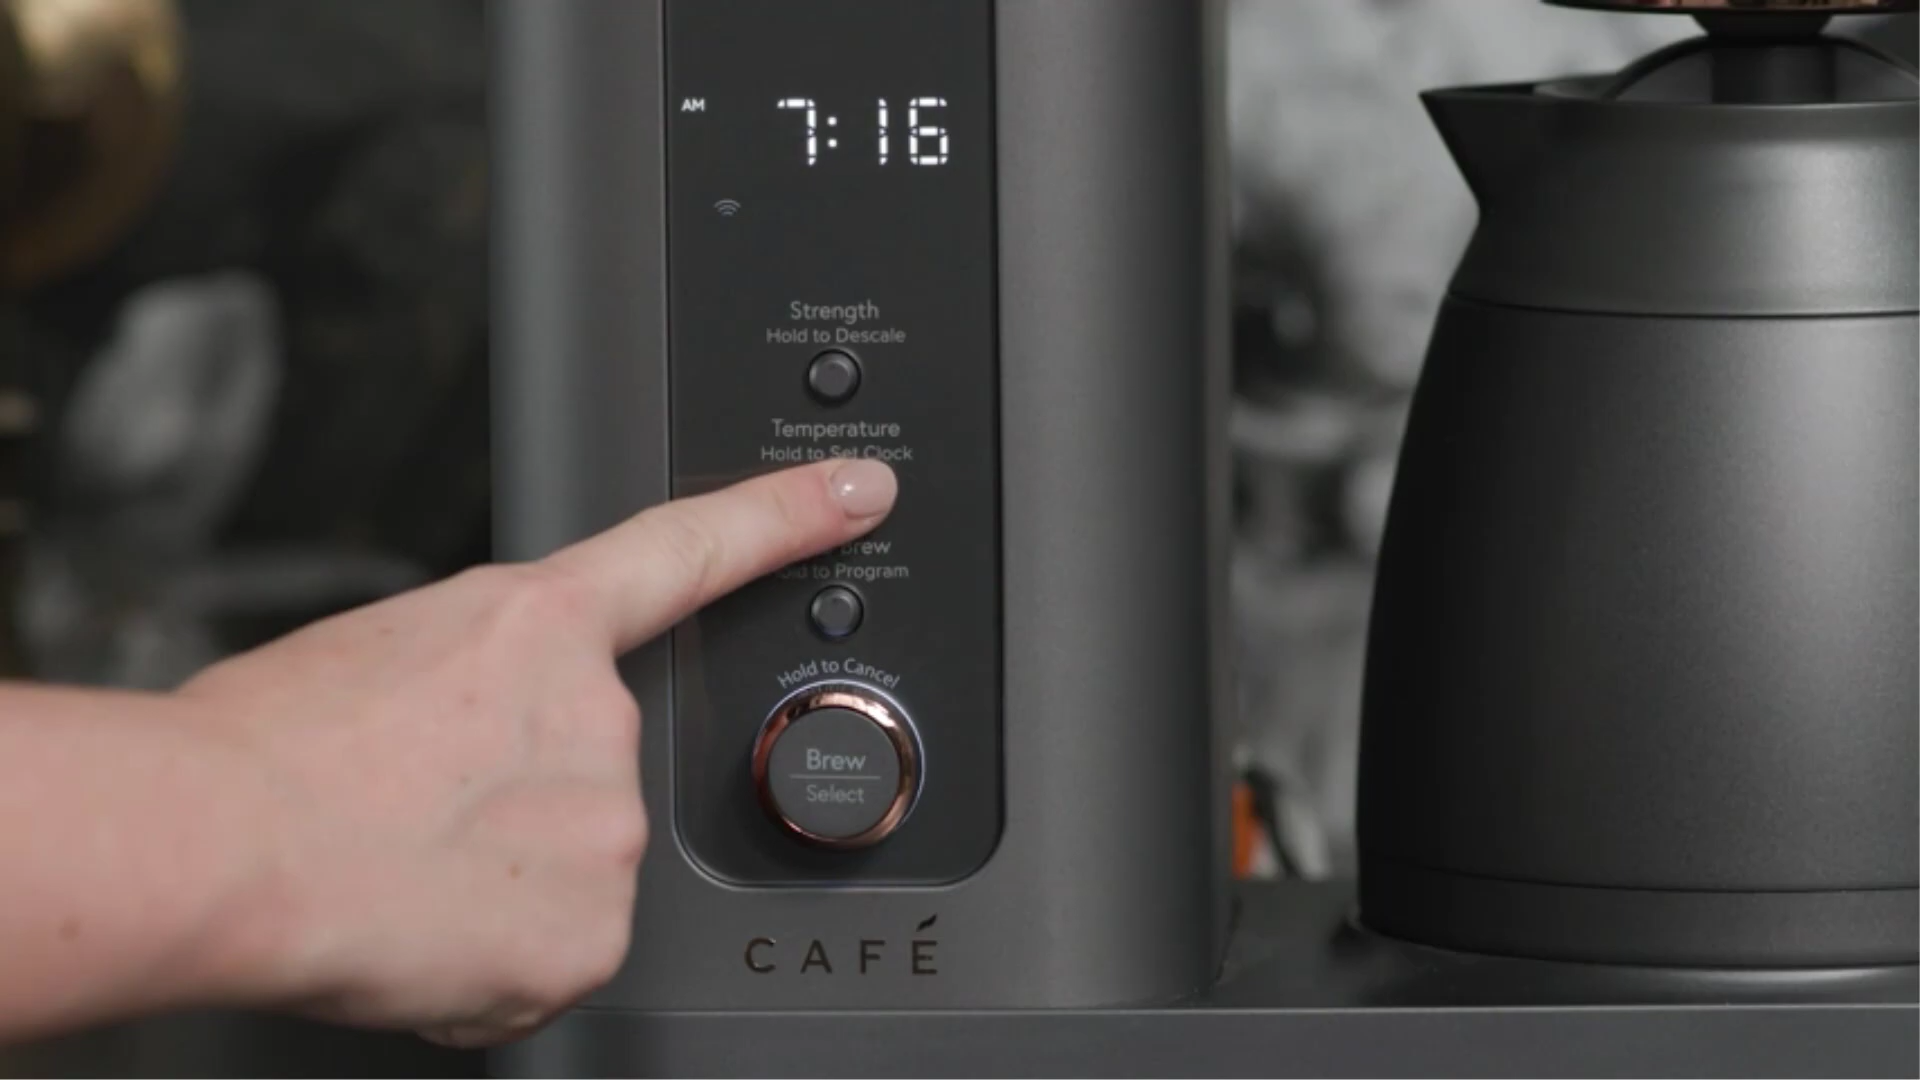 AM 7:16
Strength
Hold to Descale
Temperature
Hold to Set Clock
Brew
to Program
Hold to Cancel
Brew
Select
CAFÉ